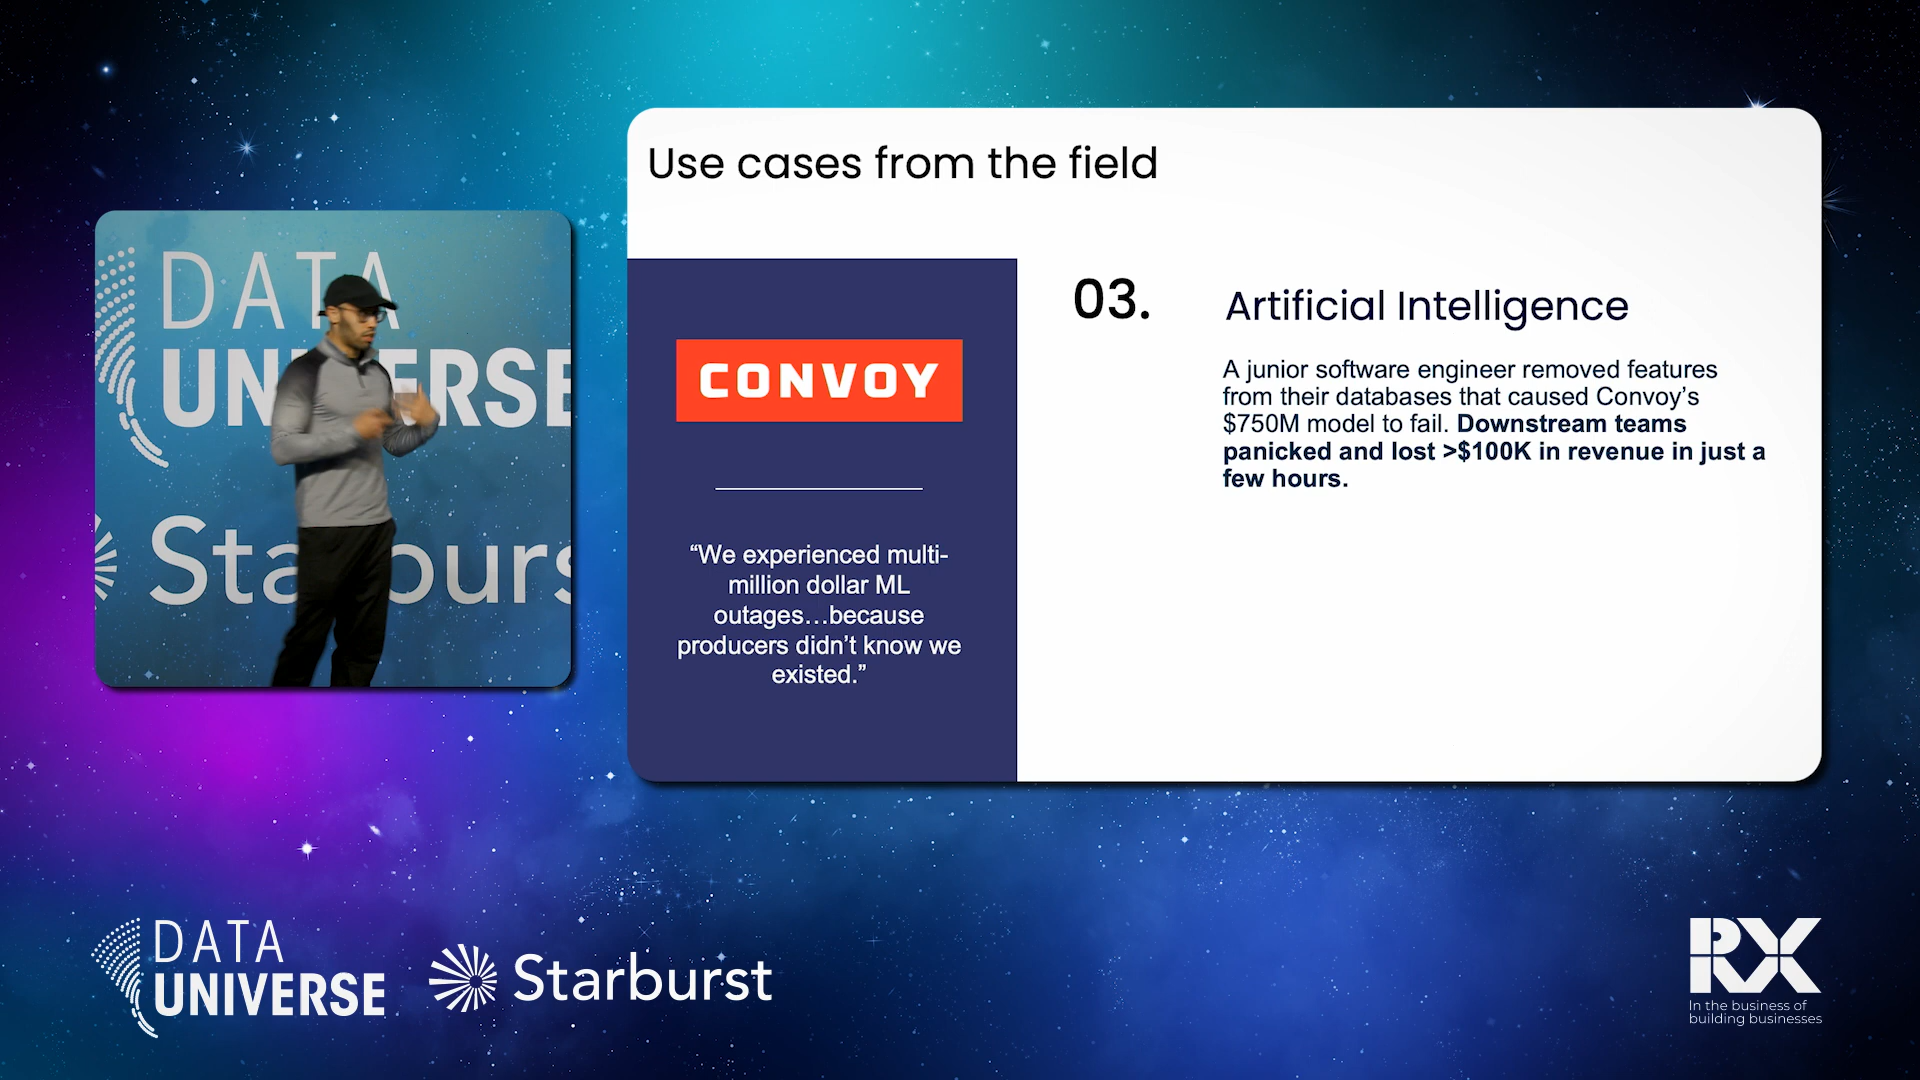 Use cases from the field
DATA
UNIVERSE
Starburst
CONVOY
“We experienced multi-
million dollar ML
outages…because
producers didn’t know we
existed.”
03.
Artificial Intelligence
A junior software engineer removed features
from their databases that caused Convoy’s
$750M model to fail. Downstream teams
panicked and lost >$100K in revenue in just a
few hours.
DATA
UNIVERSE
Starburst
RX
In the business of
building businesses